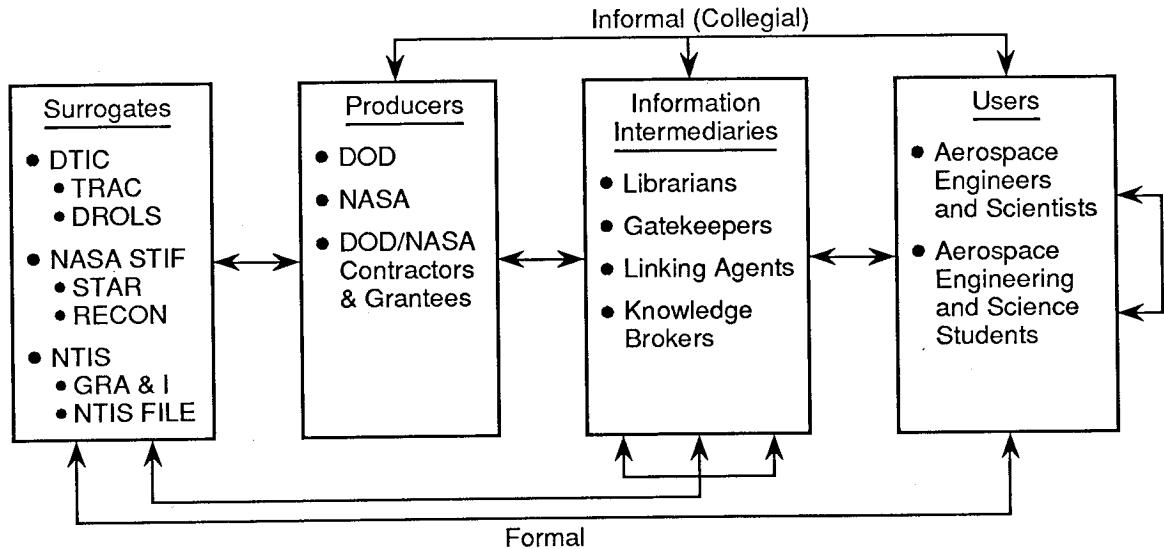 Informal (Collegial)
Surrogates
• DTIC
• TRAC
• DROLS
• NASA STIF
• STAR
• RECON
• NTIS
• GRA & I
• NTIS FILE
Producers
• DOD
• NASA
• DOD/NASA
Contractors
& Grantees
Information
Intermediaries
• Librarians
• Gatekeepers
• Linking Agents
• Knowledge
Brokers
Users
• Aerospace
Engineers
and Scientists
• Aerospace
Engineering
and Science
Students
Formal